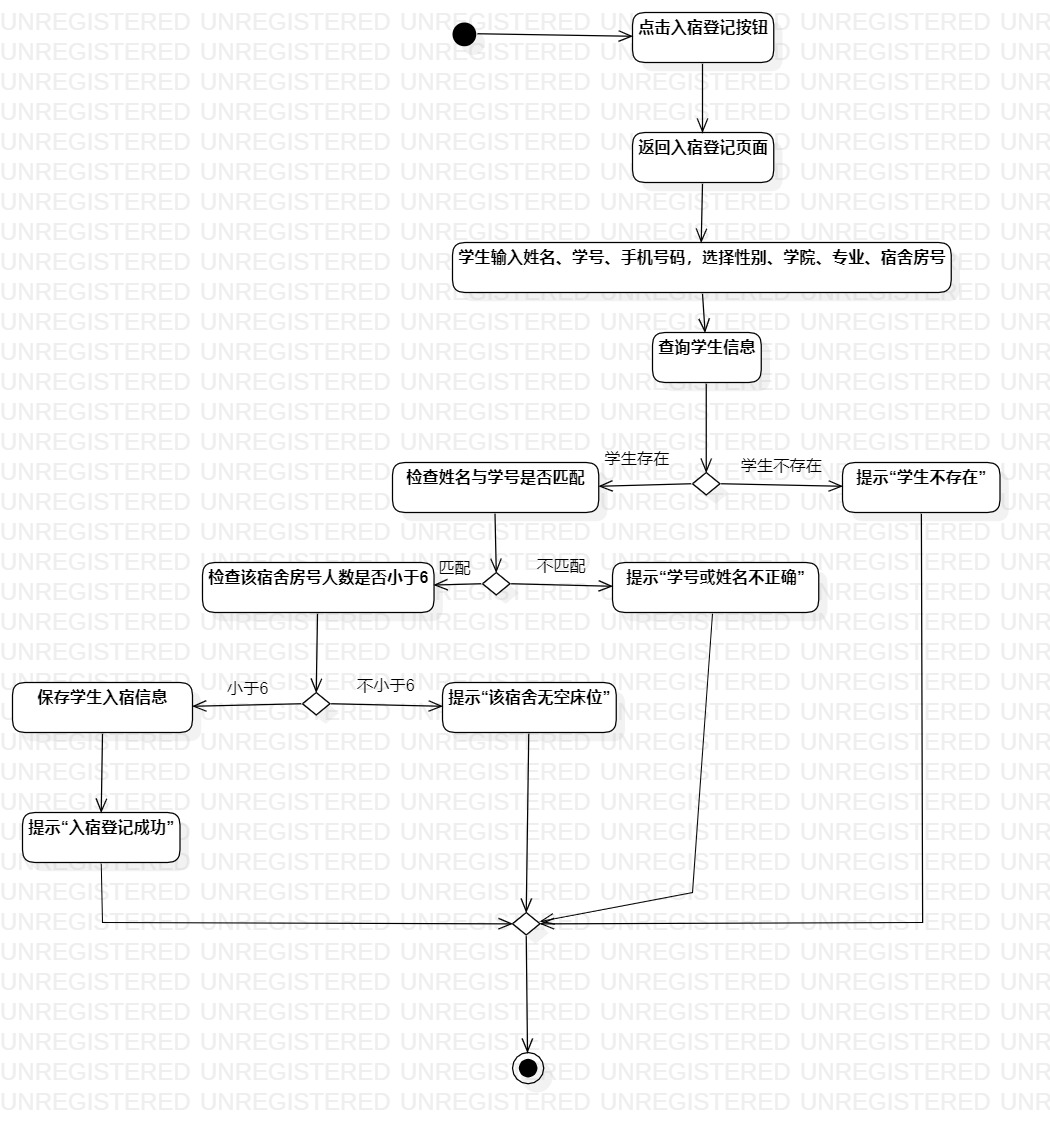 点击入宿登记按钮
返回入宿登记页面
学生输入姓名、学号、手机号码，选择性别、学院、专业、宿舍房号
查询学生信息
学生存在
学生不存在
检查姓名与学号是否匹配
提示“学生不存在”
匹配
不匹配
检查该宿舍房号人数是否小于6
提示“学号或姓名不正确”
小于6
不小于6
保存学生入宿信息
提示“该宿舍无空床位”
提示“入宿登记成功”
UNREGISTERED